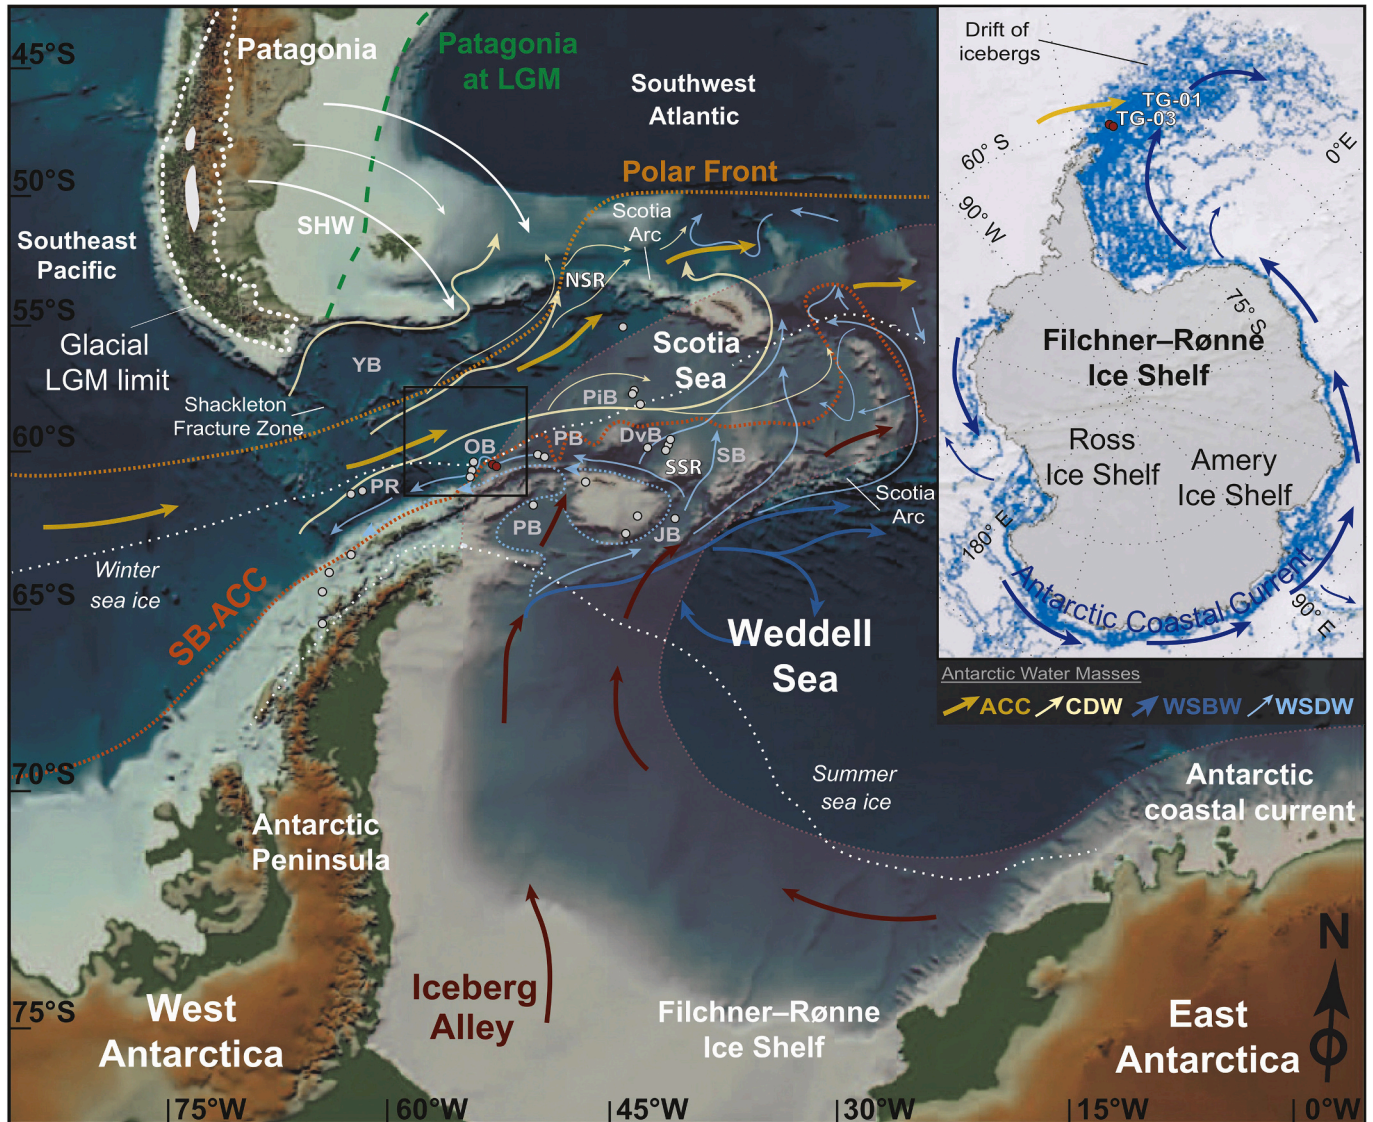 45°S
Patagonia
Patagonia
at LGM
Southwest
Atlantic
50°S
Polar Front
Scotia
Arc
SHW
Southeast
Pacific
NSR
55°S
Glacial
LGM limit
YB
Scotia
Sea
Shackleton
Fracture Zone
PiB
60°S
OB
PB
DvB
SB
SSR
PR
Scotia
Arc
PB
JB
Winter
sea ice
65°S
SB-ACC
Weddell
Sea
70°S
Summer
sea ice
Antarctic
coastal current
Antarctic
Peninsula
75°S
West
Antarctica
Iceberg
Alley
Filchner–Rønne
Ice Shelf
East
Antarctica
N
75°W
60°W
45°W
30°W
15°W
0°W
Drift of
icebergs
TG-01
TG-03
60° S
0°E
90° W
75° S
Filchner–Rønne
Ice Shelf
Ross
Ice Shelf
Amery
Ice Shelf
180° E
Antarctic Coastal Current
90° E
Antarctic Water Masses
ACC CDW WSBW WSDW